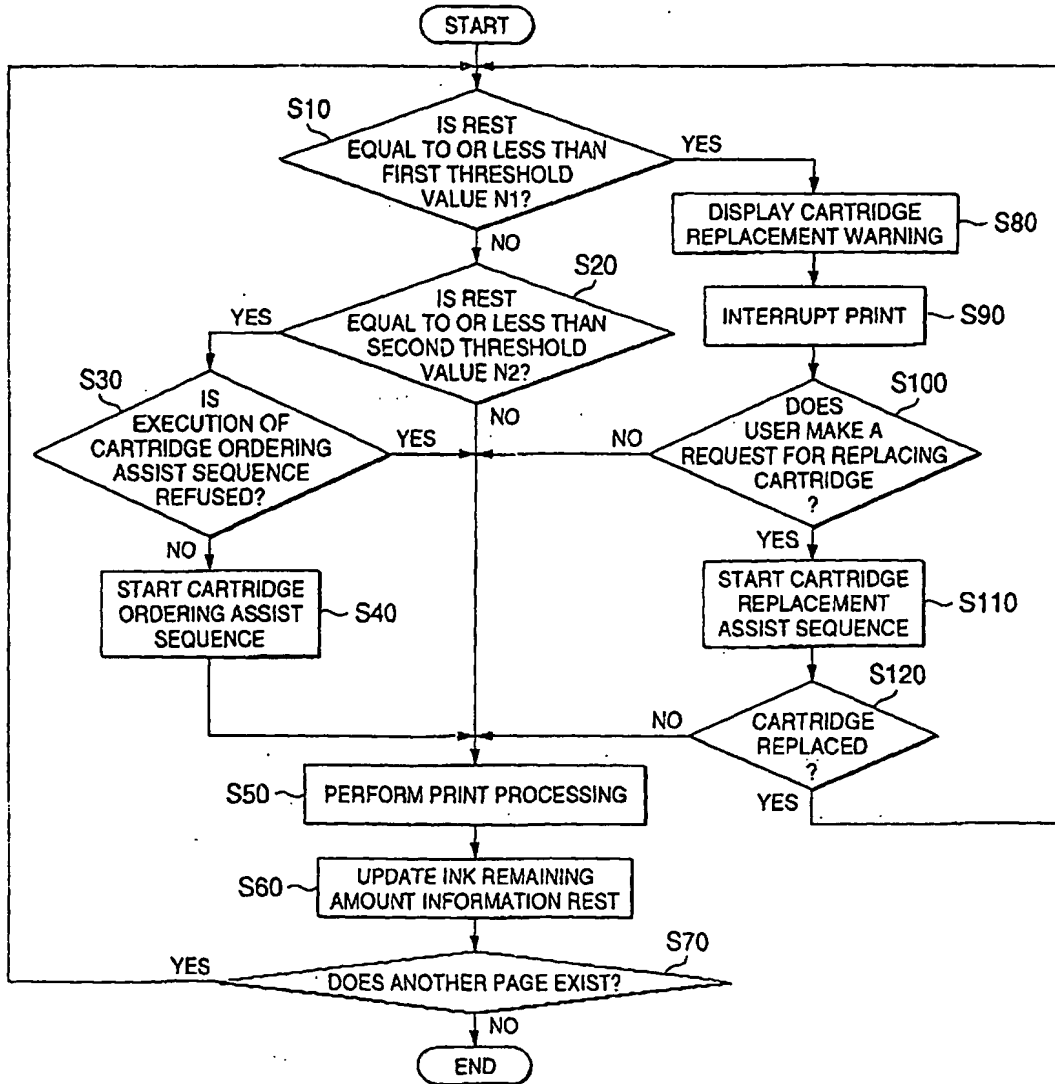 START
S10
IS REST
EQUAL TO OR LESS THAN
FIRST THRESHOLD
VALUE N1?
YES
NO
DISPLAY CARTRIDGE
REPLACEMENT WARNING
S80
S20
IS REST
EQUAL TO OR LESS THAN
SECOND THRESHOLD
VALUE N2?
YES
NO
INTERRUPT PRINT
S90
S30
IS
EXECUTION OF
CARTRIDGE ORDERING
ASSIST SEQUENCE
REFUSED?
YES
NO
S100
DOES
USER MAKE A
REQUEST FOR REPLACING
CARTRIDGE
?
NO
YES
START CARTRIDGE
ORDERING ASSIST
SEQUENCE
S40
START CARTRIDGE
REPLACEMENT
ASSIST SEQUENCE
S110
S120
CARTRIDGE
REPLACED
?
NO
YES
S50
PERFORM PRINT PROCESSING
S60
UPDATE INK REMAINING
AMOUNT INFORMATION REST
S70
DOES ANOTHER PAGE EXIST?
YES
NO
END